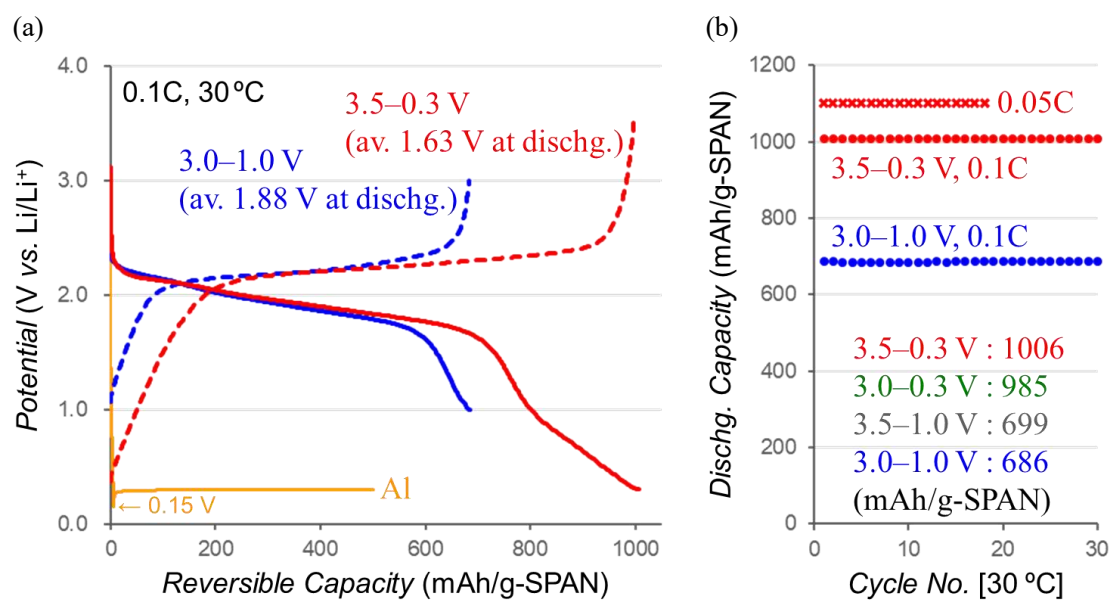 (a)
4.0
3.0
2.0
1.0
0.0
Potential (V vs. Li/Li⁺)
0.1C, 30 ºC
3.5–0.3 V
(av. 1.63 V at dischg.)
3.0–1.0 V
(av. 1.88 V at dischg.)
Al
← 0.15 V
0 200 400 600 800 1000
Reversible Capacity (mAh/g-SPAN)
(b)
1200
1000
800
600
400
200
0
Dischg. Capacity (mAh/g-SPAN)
0.05C
3.5–0.3 V, 0.1C
3.0–1.0 V, 0.1C
3.5–0.3 V : 1006
3.0–0.3 V : 985
3.5–1.0 V : 699
3.0–1.0 V : 686
(mAh/g-SPAN)
0 10 20 30
Cycle No. [30 ºC]